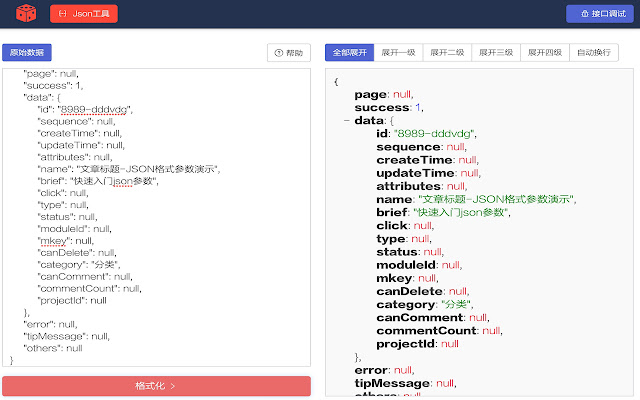 Json工具
接口调试
原始数据
帮助
"page": null,
"success": 1,
"data": {
"id": "8989-dddvdg",
"sequence": null,
"createTime": null,
"updateTime": null,
"attributes": null,
"name": "文章标题-JSON格式参数演示",
"brief": "快速入门json参数",
"click": null,
"type": null,
"status": null,
"moduleId": null,
"mkey": null,
"canDelete": null,
"category": "分类",
"canComment": null,
"commentCount": null,
"projectId": null
},
"error": null,
"tipMessage": null,
"others": null
}
格式化 >
全部展开 展开一级 展开二级 展开三级 展开四级 自动换行
{
page: null,
success: 1,
− data: {
id: "8989-dddvdg",
sequence: null,
createTime: null,
updateTime: null,
attributes: null,
name: "文章标题-JSON格式参数演示",
brief: "快速入门json参数",
click: null,
type: null,
status: null,
moduleId: null,
mkey: null,
canDelete: null,
category: "分类",
canComment: null,
commentCount: null,
projectId: null
},
error: null,
tipMessage: null,
others: null